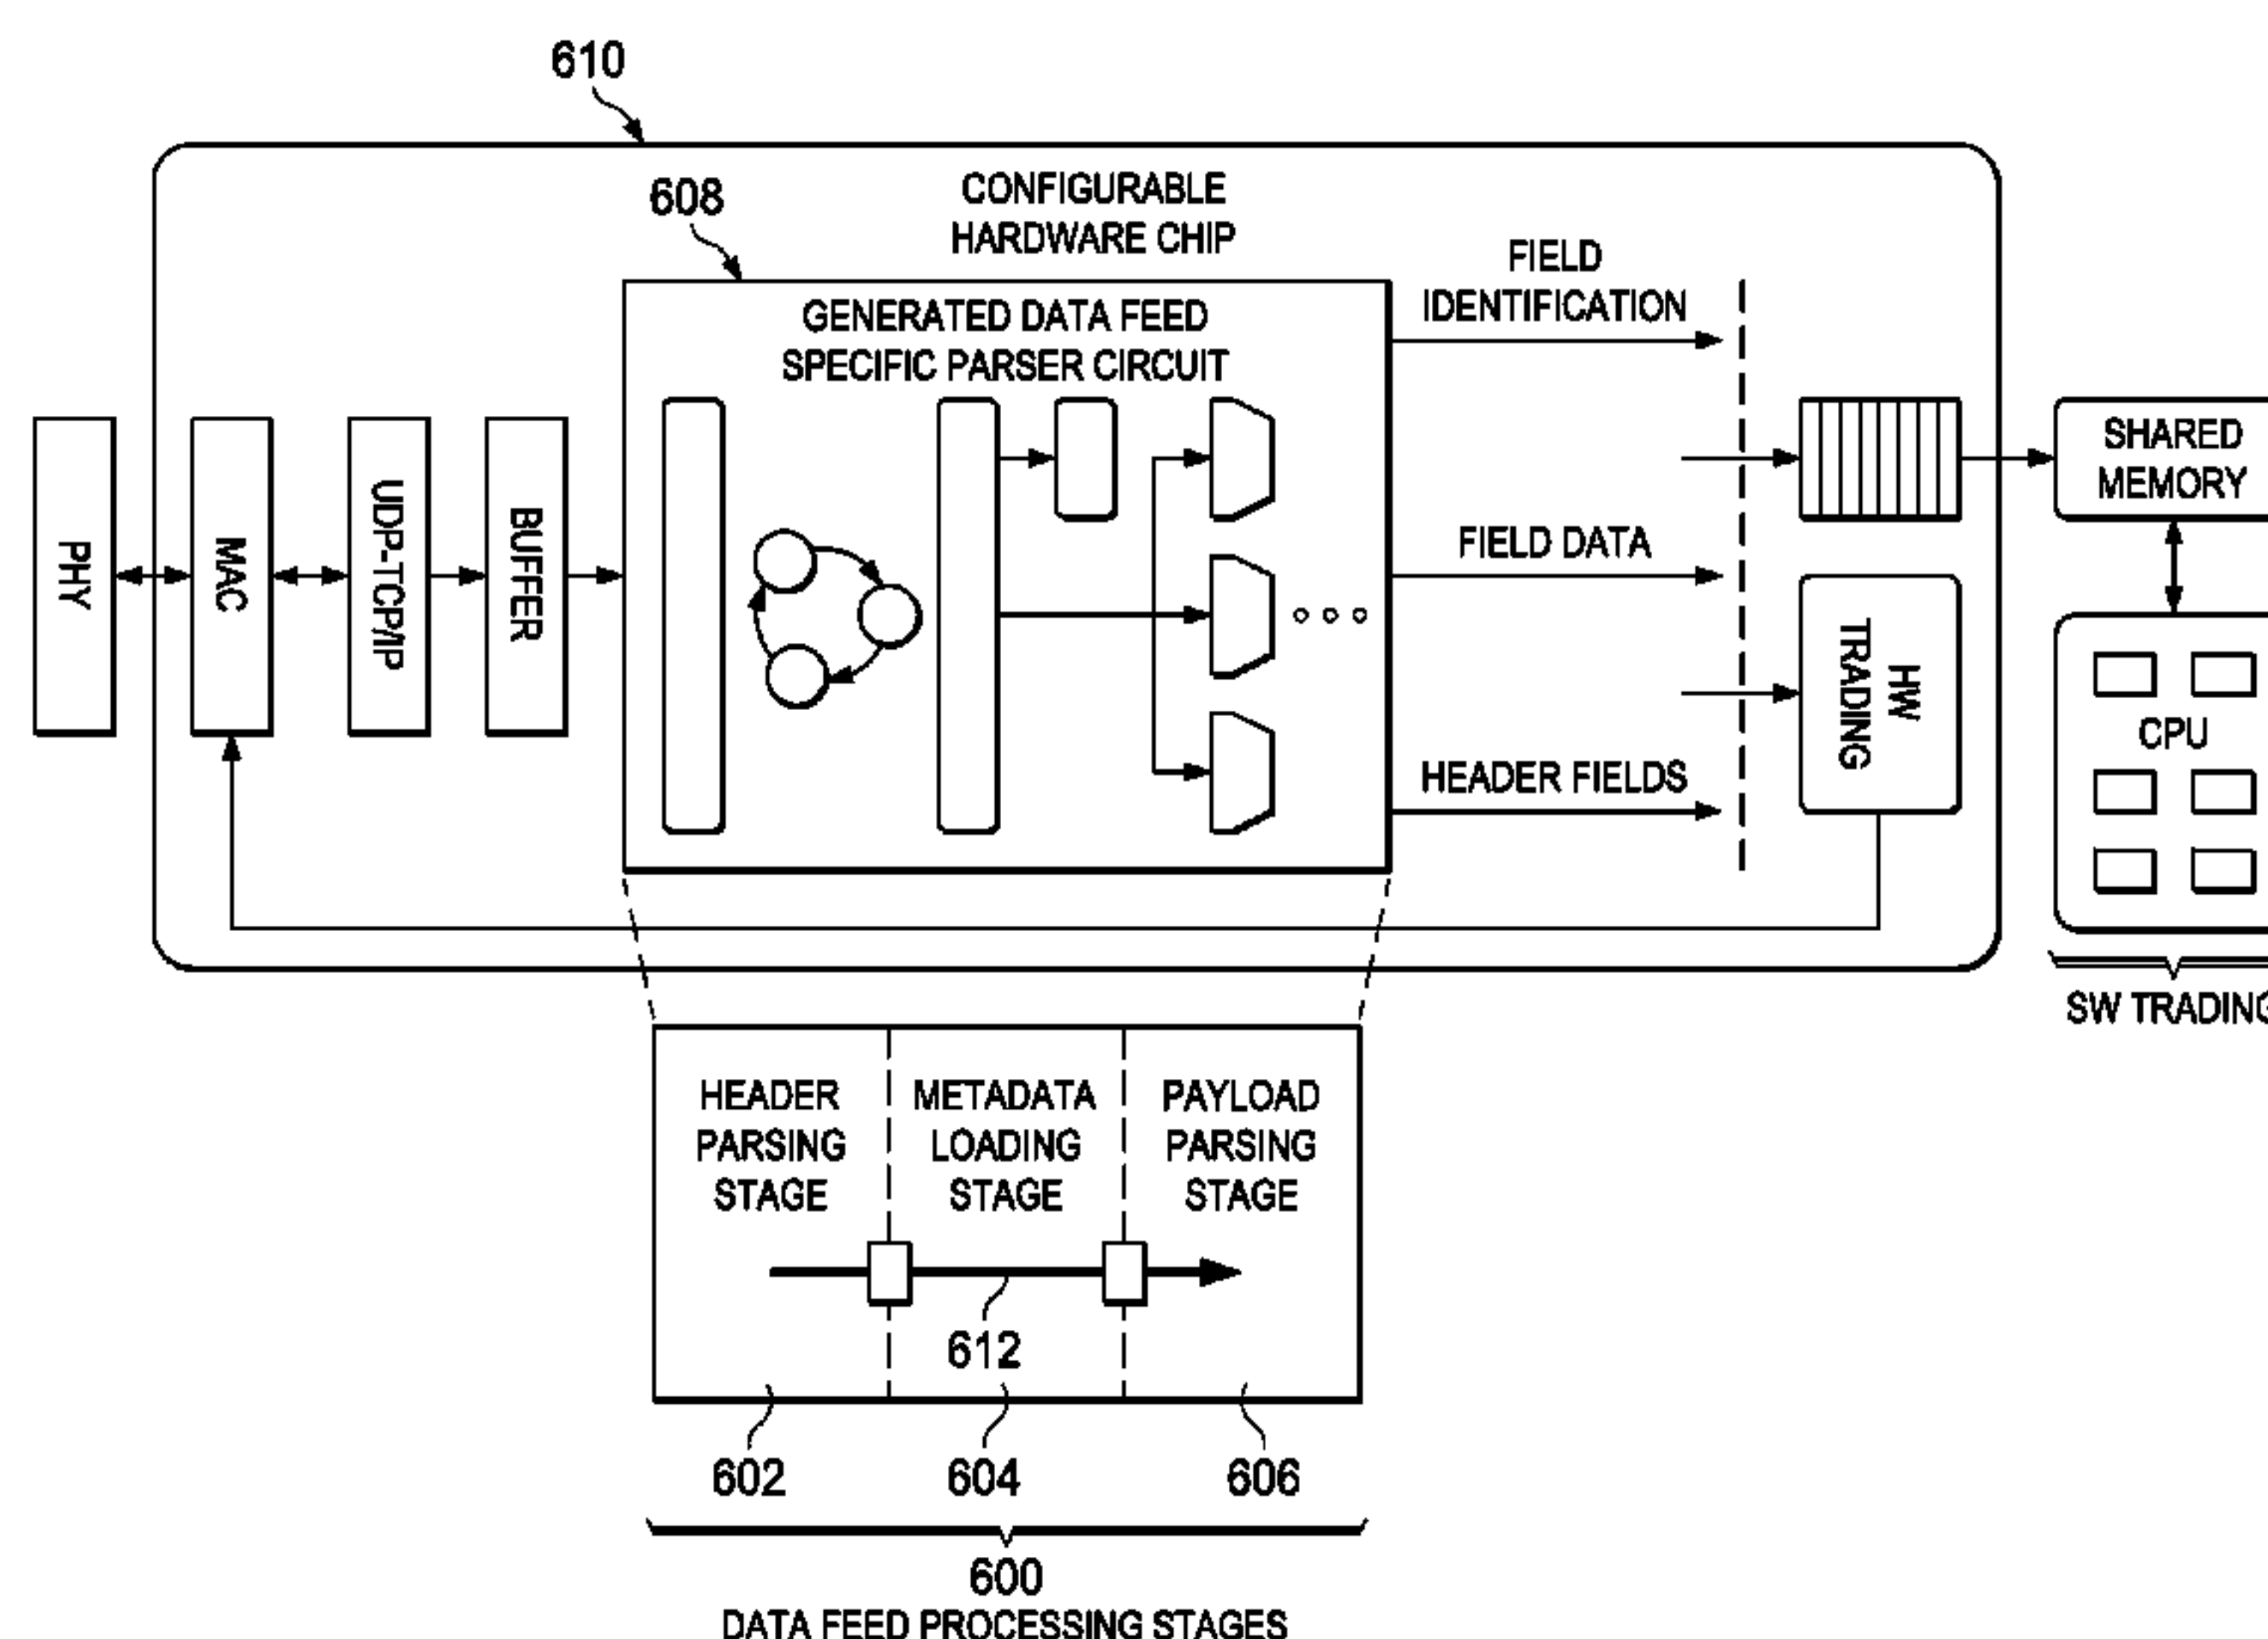 610
CONFIGURABLE
HARDWARE CHIP
608
FIELD
IDENTIFICATION
GENERATED DATA FEED
SPECIFIC PARSER CIRCUIT
PHY
MAC
UDP-TCP/IP
BUFFER
FIELD DATA
HEADER FIELDS
HW
TRADING
SHARED
MEMORY
CPU
SW TRADING
HEADER
PARSING
STAGE
METADATA
LOADING
STAGE
PAYLOAD
PARSING
STAGE
612
602
604
606
600
DATA FEED PROCESSING STAGES